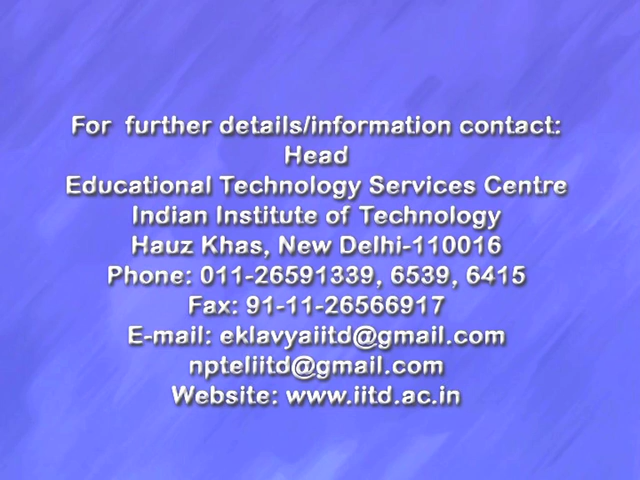 For further details/information contact:
Head
Educational Technology Services Centre
Indian Institute of Technology
Hauz Khas, New Delhi-110016
Phone: 011-26591339, 6539, 6415
Fax: 91-11-26566917
E-mail: eklavyaiitd@gmail.com
npteliitd@gmail.com
Website: www.iitd.ac.in